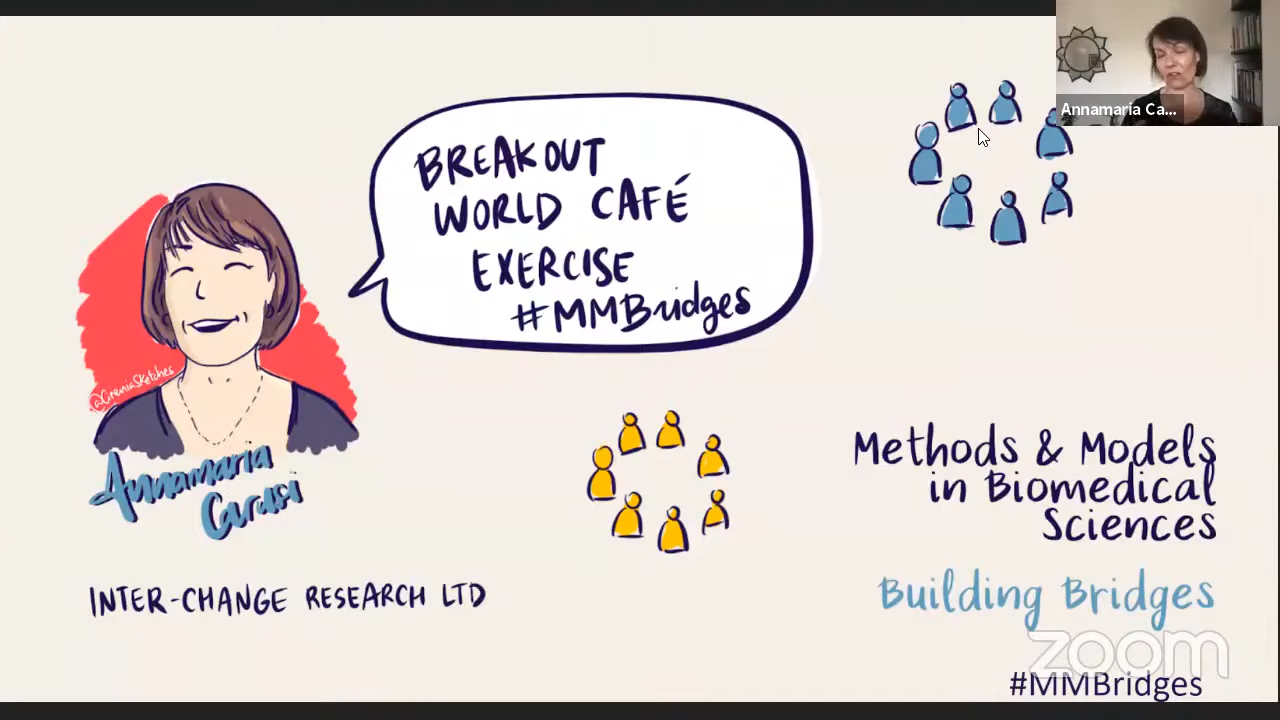 Annamaria Ca...
BREAKOUT
WORLD CAFÉ
EXERCISE
#MMBridges
@CireniaSketches
Annamaria
Carusi
INTER-CHANGE RESEARCH LTD
Methods & Models
in Biomedical
Sciences
Building Bridges
zoom
#MMBridges